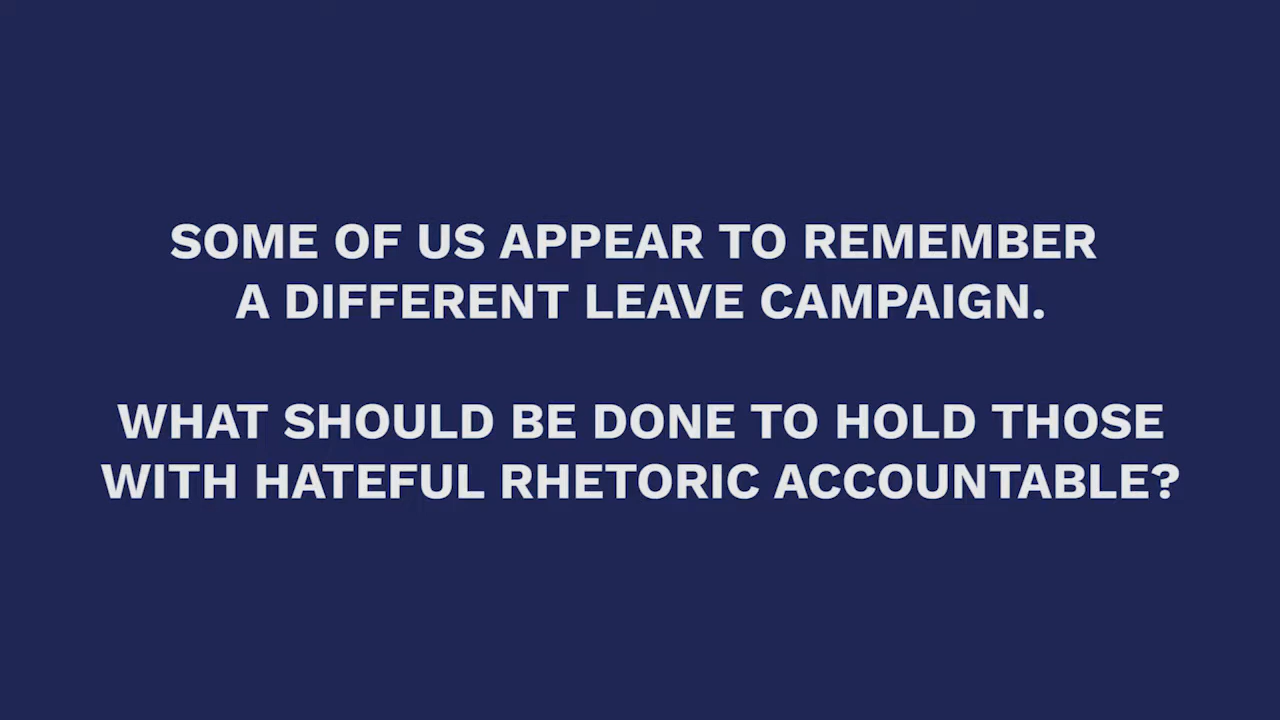 SOME OF US APPEAR TO REMEMBER
A DIFFERENT LEAVE CAMPAIGN.
WHAT SHOULD BE DONE TO HOLD THOSE
WITH HATEFUL RHETORIC ACCOUNTABLE?